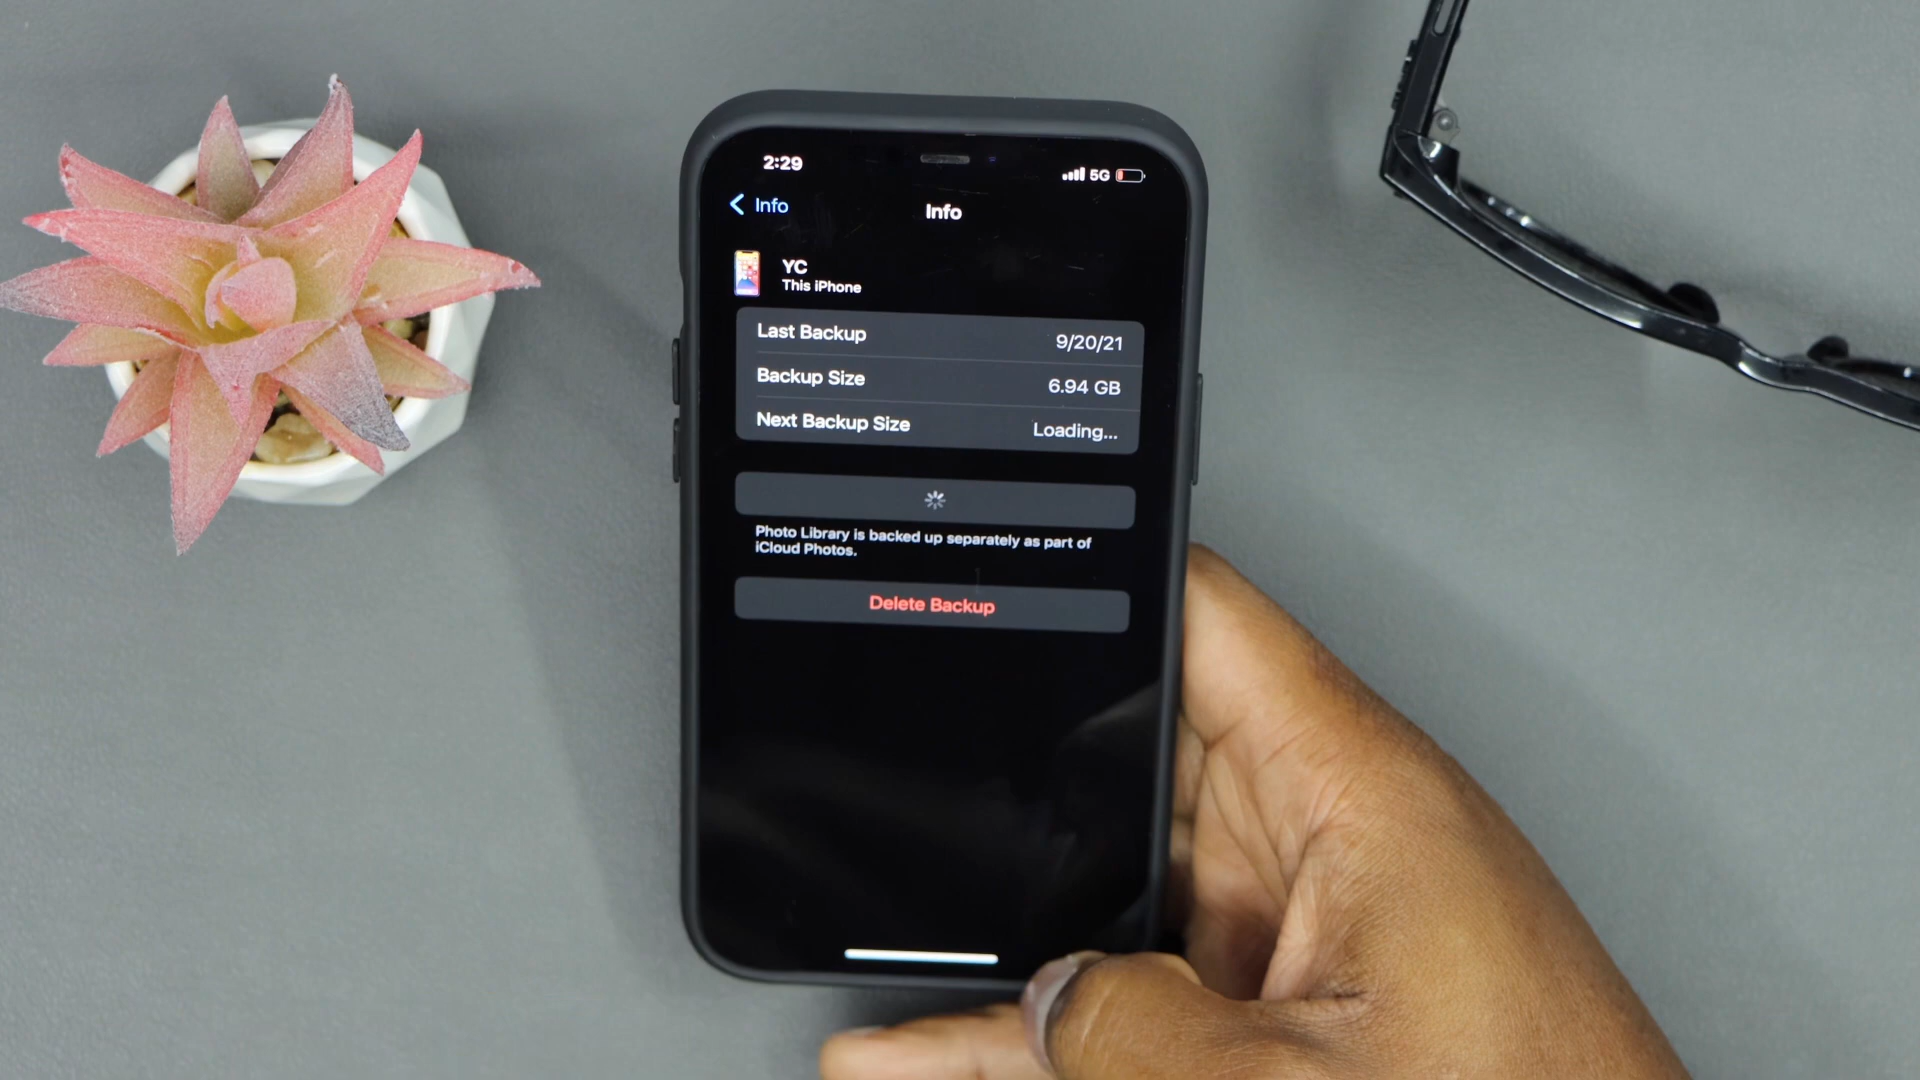 2:29
5G
Info
Info
YC
This iPhone
Last Backup 9/20/21
Backup Size 6.94 GB
Next Backup Size Loading...
Photo Library is backed up separately as part of
iCloud Photos.
Delete Backup